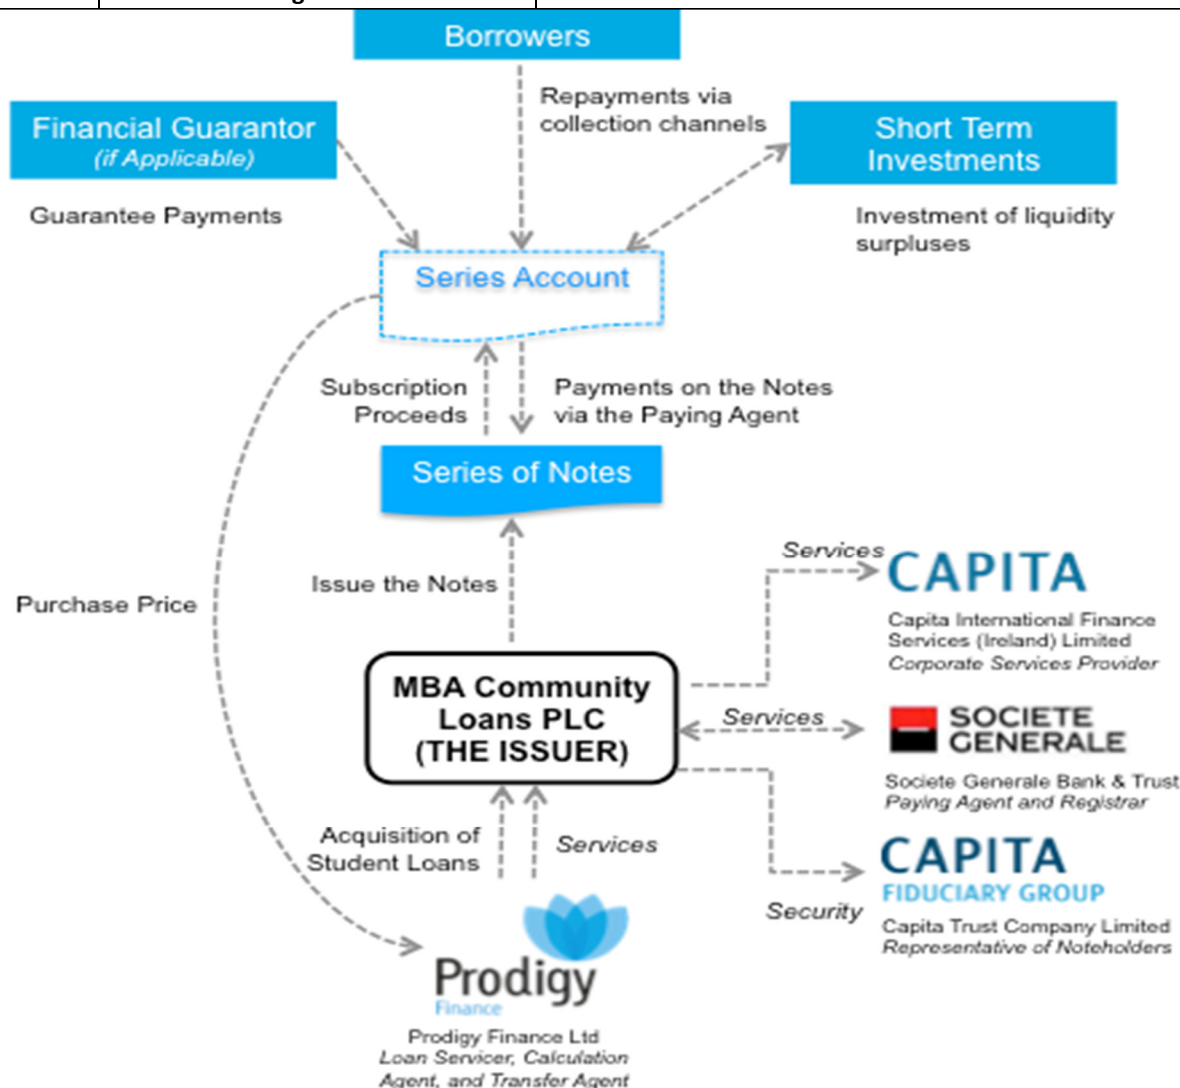 Borrowers
Repayments via
collection channels
Financial Guarantor
(if Applicable)
Short Term
Investments
Guarantee Payments
Investment of liquidity
surpluses
Series Account
Subscription
Proceeds
Payments on the Notes
via the Paying Agent
Series of Notes
Services
CAPITA
Issue the Notes
Purchase Price
Capita International Finance
Services (Ireland) Limited
Corporate Services Provider
MBA Community
Loans PLC
(THE ISSUER)
Services
SOCIETE
GENERALE
Societe Generale Bank & Trust
Paying Agent and Registrar
Acquisition of
Student Loans
Services
CAPITA
FIDUCIARY GROUP
Security
Capita Trust Company Limited
Representative of Noteholders
Prodigy
Finance
Prodigy Finance Ltd
Loan Servicer, Calculation
Agent, and Transfer Agent